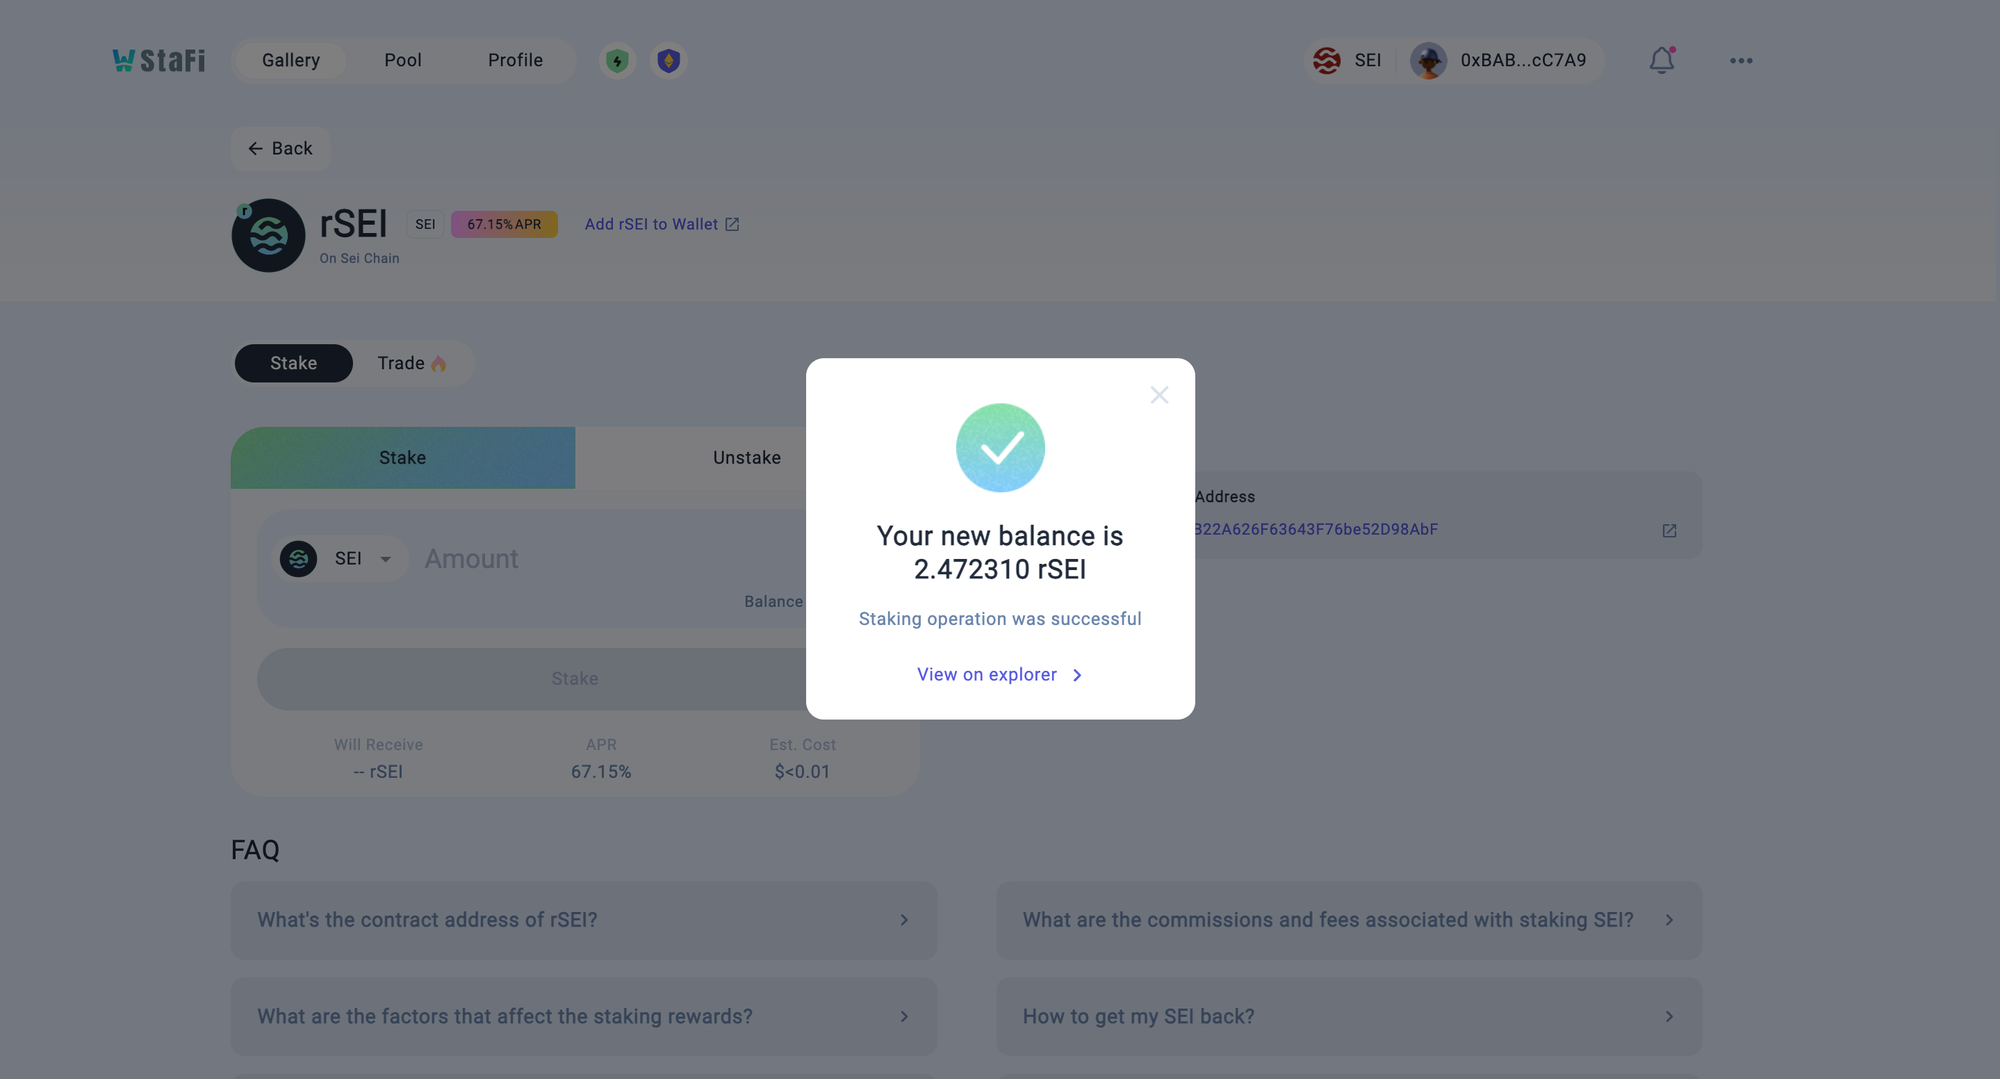 StaFi
Gallery
Pool
Profile
SEI
0xBAB...cC7A9
Back
r
rSEI
SEI
67.15% APR
Add rSEI to Wallet
On Sei Chain
Stake
Trade
Stake
Unstake
SEI
Amount
Balance
Stake
Will Receive
-- rSEI
APR
67.15%
Est. Cost
$<0.01
Your new balance is
2.472310 rSEI
Staking operation was successful
View on explorer
Address
322A626F63643F76be52D98AbF
FAQ
What's the contract address of rSEI?
What are the commissions and fees associated with staking SEI?
What are the factors that affect the staking rewards?
How to get my SEI back?